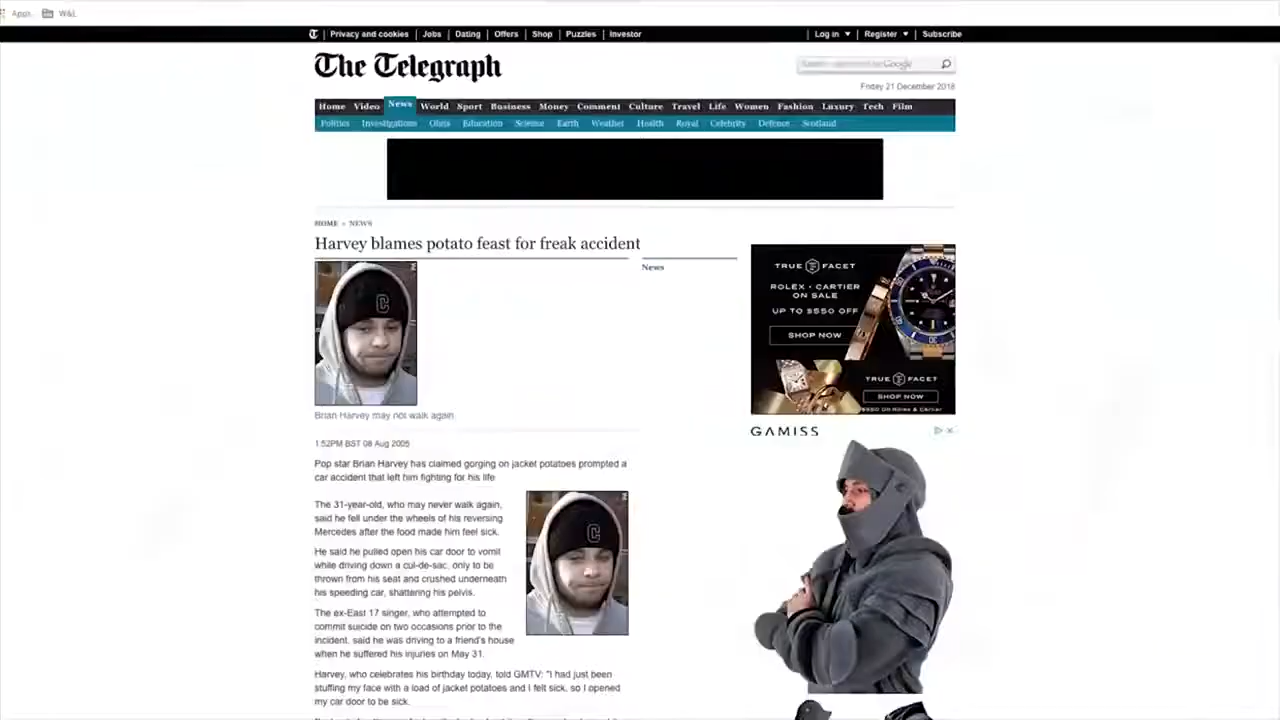 Apps
W&L
Privacy and cookies | Jobs | Dating | Offers | Shop | Puzzles | Investor
Log in ▼ | Register ▼ | Subscribe
The Telegraph
Google
Friday 21 December 2018
Home Video News World Sport Business Money Comment Culture Travel Life Women Fashion Luxury Tech Film
Politics Investigations Obits Education Science Earth Weather Health Royal Celebrity Defence Scotland
HOME » NEWS
Harvey blames potato feast for freak accident
News
Brian Harvey may not walk again
1:52PM BST 08 Aug 2005
Pop star Brian Harvey has claimed gorging on jacket potatoes prompted a
car accident that left him fighting for his life
The 31-year-old, who may never walk again,
said he fell under the wheels of his reversing
Mercedes after the food made him feel sick.
He said he pulled open his car door to vomit
while driving down a cul-de-sac, only to be
thrown from his seat and crushed underneath
his speeding car, shattering his pelvis.
The ex-East 17 singer, who attempted to
commit suicide on two occasions prior to the
incident, said he was driving to a friend's house
when he suffered his injuries on May 31.
Harvey, who celebrates his birthday today, told GMTV: "I had just been
stuffing my face with a load of jacket potatoes and I felt sick, so I opened
my car door to be sick.
TRUE FACET
ROLEX • CARTIER
ON SALE
UP TO $550 OFF
SHOP NOW
TRUE FACET
SHOP NOW
$550 Off Rolex & Cartier
GAMISS